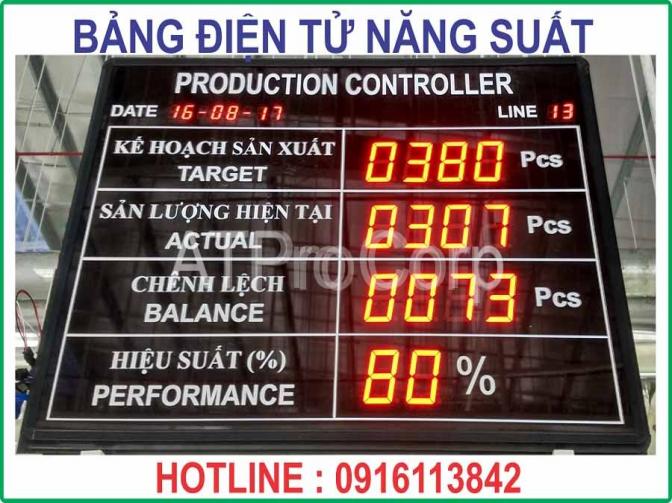 BẢNG ĐIỆN TỬ NĂNG SUẤT
PRODUCTION CONTROLLER
DATE 16-08-17 LINE 13
KẾ HOẠCH SẢN XUẤT
TARGET
0380 Pcs
SẢN LƯỢNG HIỆN TẠI
ACTUAL
0307 Pcs
CHÊNH LỆCH
BALANCE
0073 Pcs
HIỆU SUẤT (%)
PERFORMANCE
80 %
ATProCorp
HOTLINE : 0916113842